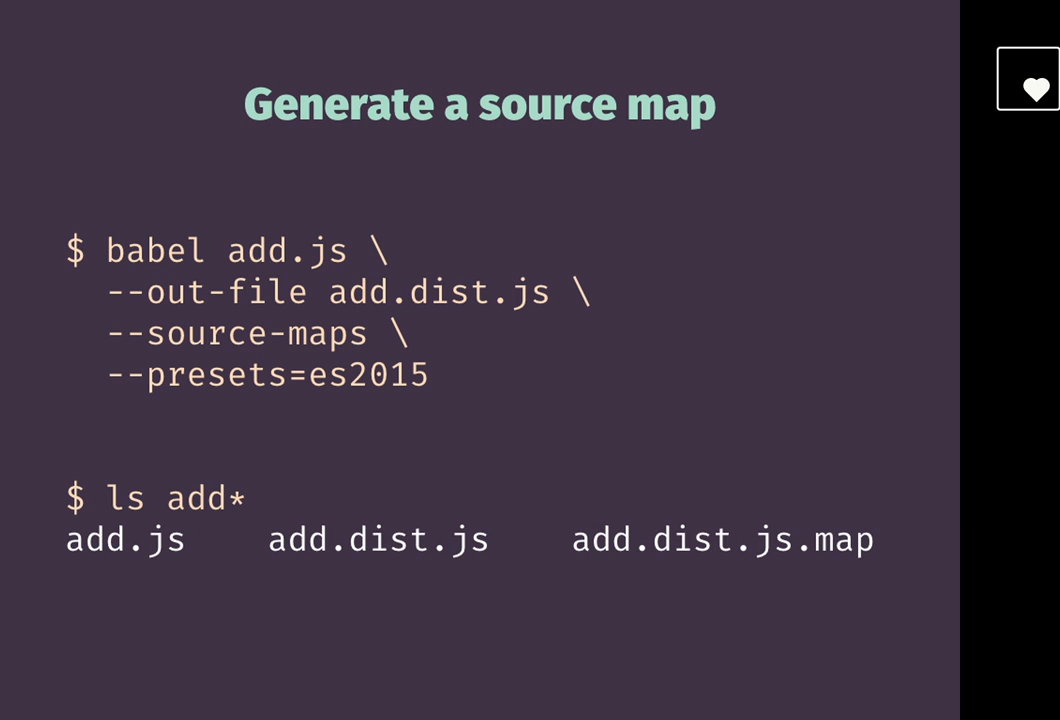 Generate a source map
$ babel add.js \
--out-file add.dist.js \
--source-maps \
--presets=es2015
$ ls add*
add.js    add.dist.js    add.dist.js.map